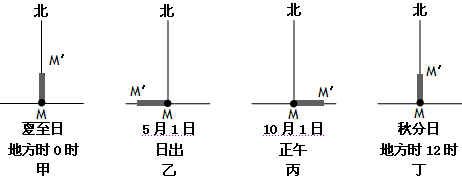 北 北 北 北
M′ M′ M′ M′
M M M M
夏至日 5月1日 10月1日 秋分日
地方时0时 日出 正午 地方时12时
甲 乙 丙 丁